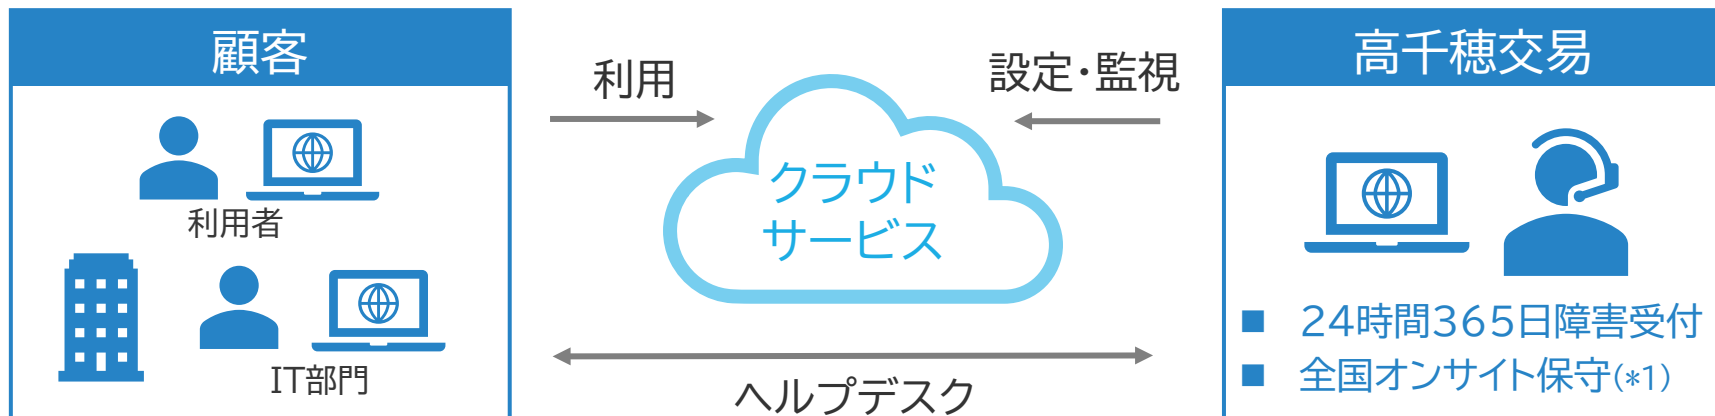 顧客
利用者
IT部門
利用
設定・監視
クラウド
サービス
ヘルプデスク
高千穂交易
■ 24時間365日障害受付
■ 全国オンサイト保守(*1)